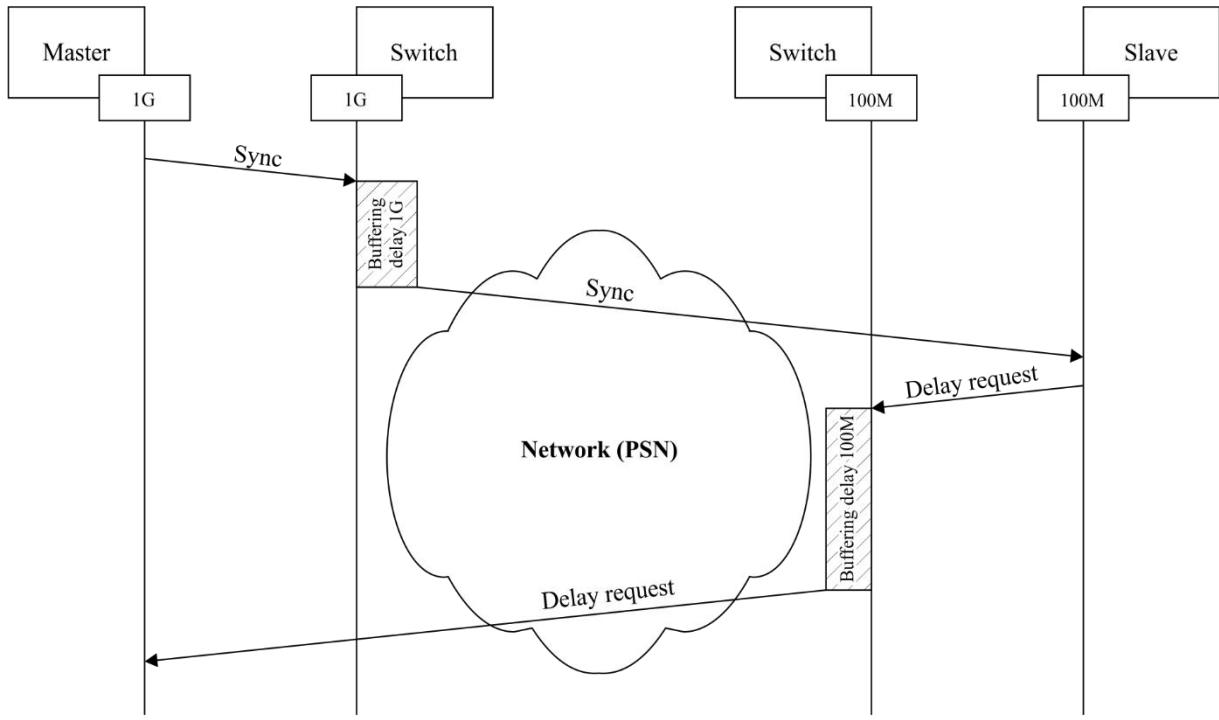 Master
Switch
Switch
Slave
1G
1G
100M
100M
Sync
Buffering
delay 1G
Sync
Delay request
Network (PSN)
Buffering delay 100M
Delay request